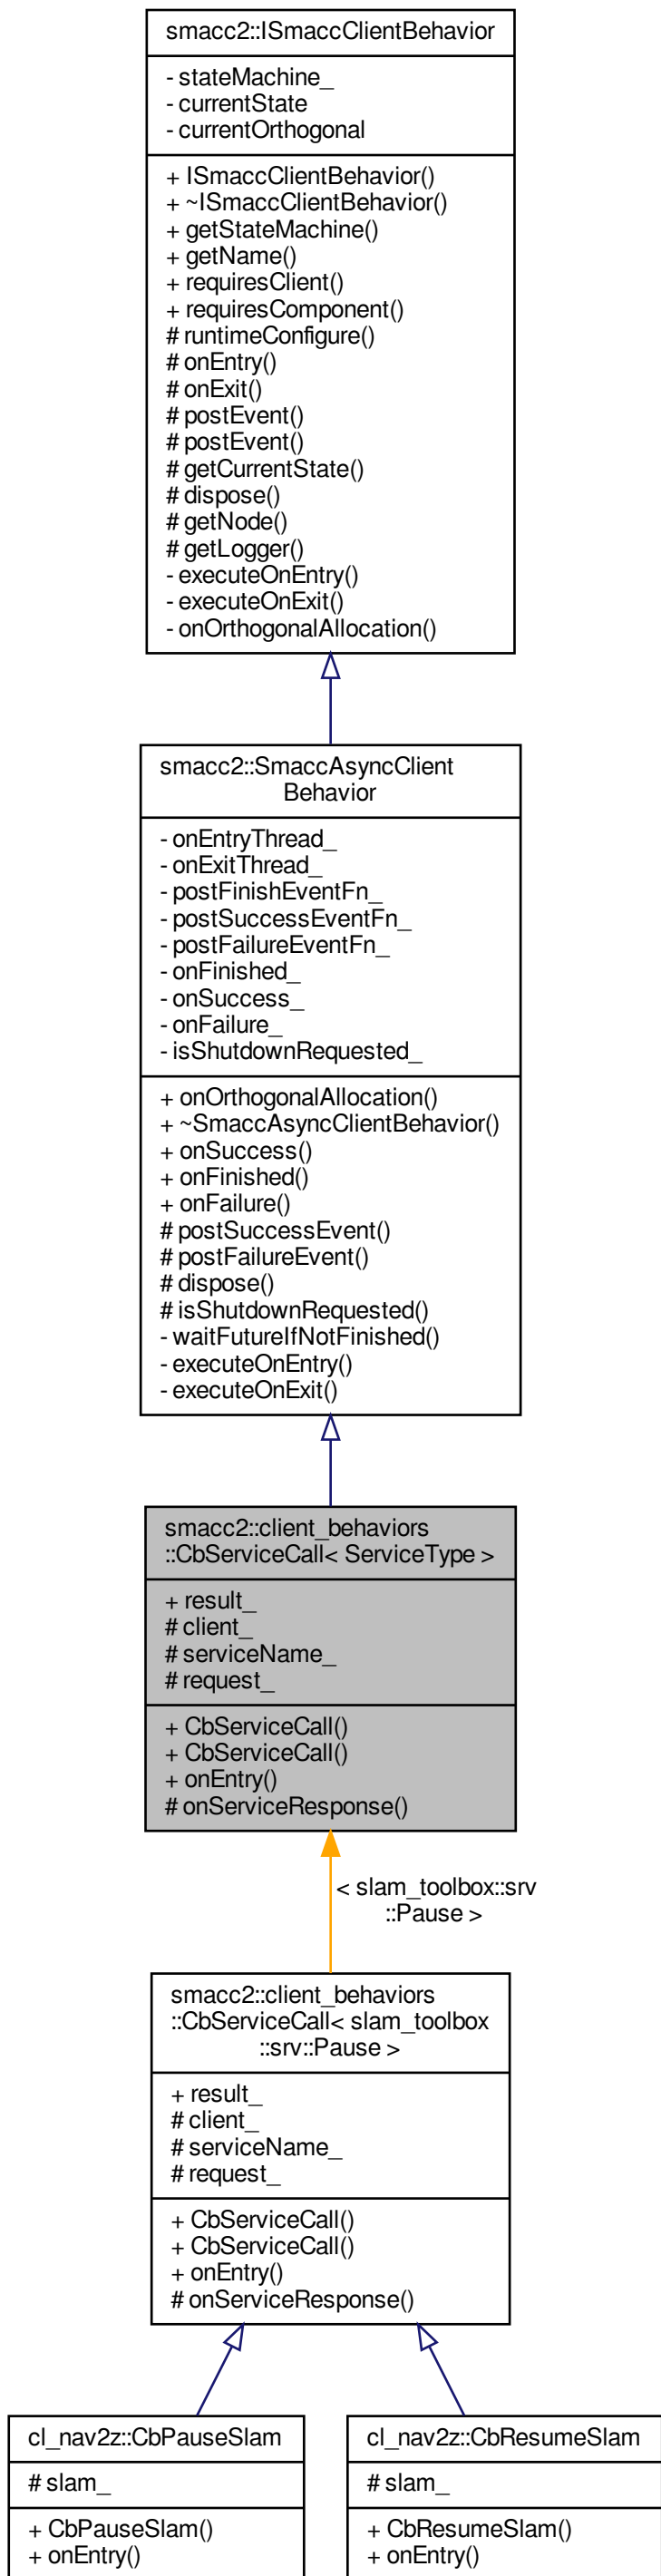 smacc2::ISmaccClientBehavior
- stateMachine_
- currentState
- currentOrthogonal
+ ISmaccClientBehavior()
+ ~ISmaccClientBehavior()
+ getStateMachine()
+ getName()
+ requiresClient()
+ requiresComponent()
# runtimeConfigure()
# onEntry()
# onExit()
# postEvent()
# postEvent()
# getCurrentState()
# dispose()
# getNode()
# getLogger()
- executeOnEntry()
- executeOnExit()
- onOrthogonalAllocation()
smacc2::SmaccAsyncClient
Behavior
- onEntryThread_
- onExitThread_
- postFinishEventFn_
- postSuccessEventFn_
- postFailureEventFn_
- onFinished_
- onSuccess_
- onFailure_
- isShutdownRequested_
+ onOrthogonalAllocation()
+ ~SmaccAsyncClientBehavior()
+ onSuccess()
+ onFinished()
+ onFailure()
# postSuccessEvent()
# postFailureEvent()
# dispose()
# isShutdownRequested()
- waitFutureIfNotFinished()
- executeOnEntry()
- executeOnExit()
smacc2::client_behaviors
::CbServiceCall< ServiceType >
+ result_
# client_
# serviceName_
# request_
+ CbServiceCall()
+ CbServiceCall()
+ onEntry()
# onServiceResponse()
< slam_toolbox::srv
::Pause >
smacc2::client_behaviors
::CbServiceCall< slam_toolbox
::srv::Pause >
+ result_
# client_
# serviceName_
# request_
+ CbServiceCall()
+ CbServiceCall()
+ onEntry()
# onServiceResponse()
cl_nav2z::CbPauseSlam
# slam_
+ CbPauseSlam()
+ onEntry()
cl_nav2z::CbResumeSlam
# slam_
+ CbResumeSlam()
+ onEntry()